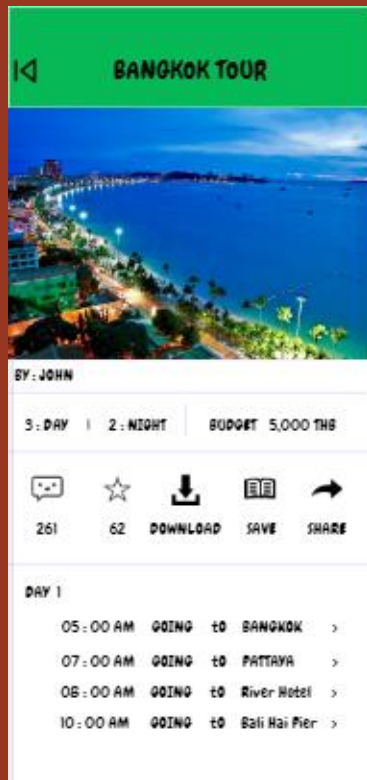 BANGKOK TOUR
BY : JOHN
3 : DAY | 2 : NIGHT BUDGET 5,000 THB
261 62 DOWNLOAD SAVE SHARE
DAY 1
05 : 00 AM GOING to BANGKOK >
07 : 00 AM GOING to PATTAYA >
08 : 00 AM GOING to River Hotel >
10 : 00 AM GOING to Bali Hai Pier >